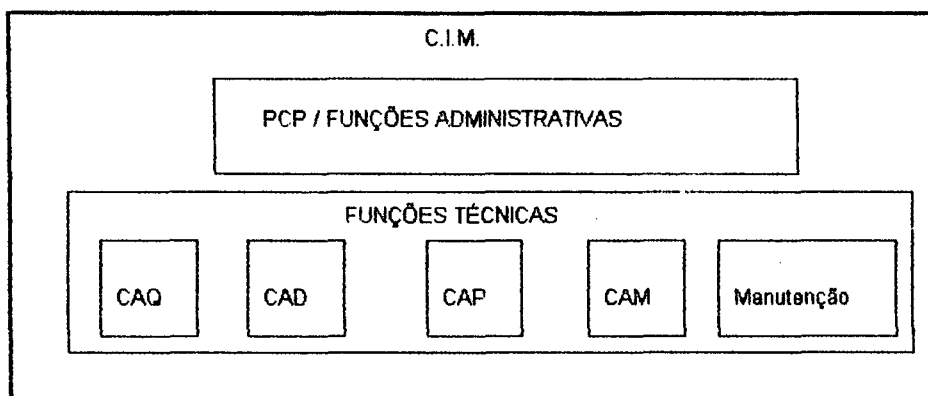 C.I.M.
PCP / FUNÇÕES ADMINISTRATIVAS
FUNÇÕES TÉCNICAS
CAQ CAD CAP CAM Manutenção